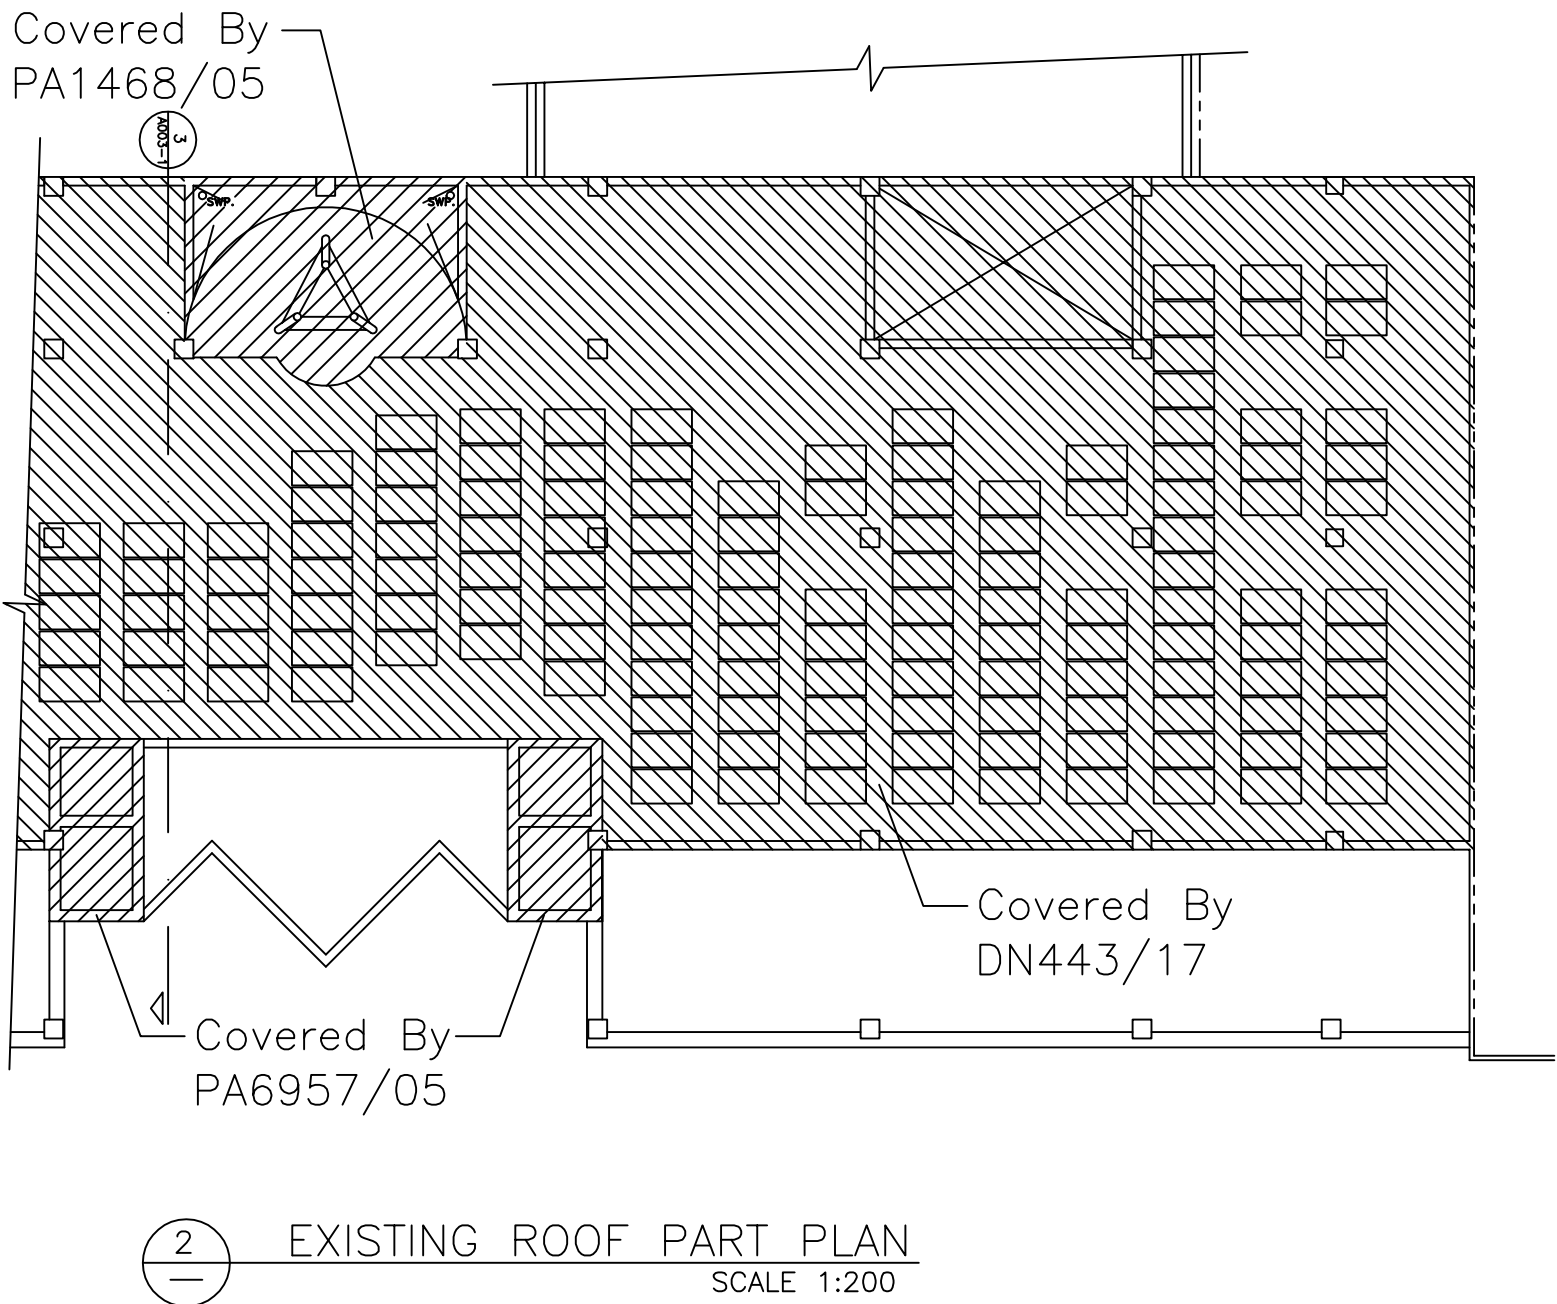 Covered By
PA1468/05
3
A003-1
SWP.
SWP.
Covered By
DN443/17
Covered By
PA6957/05
2
EXISTING ROOF PART PLAN
SCALE 1:200